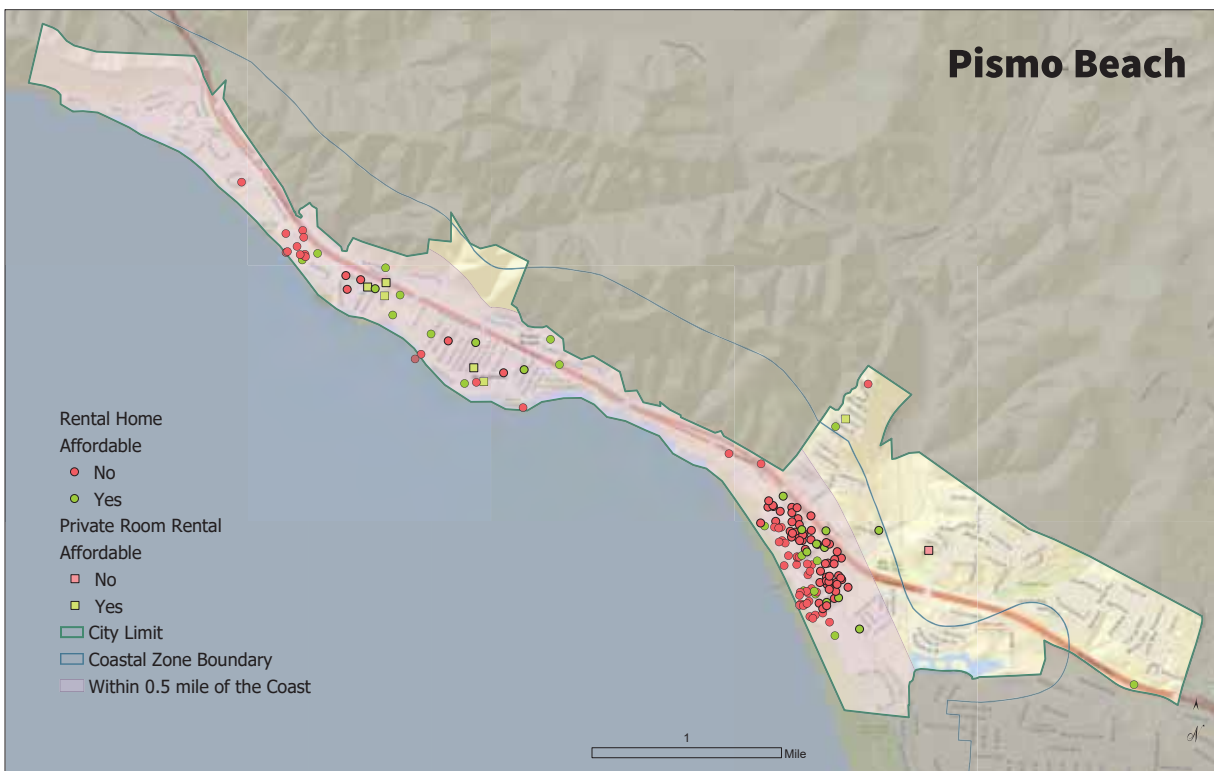 Pismo Beach
Rental Home
Affordable
No
Yes
Private Room Rental
Affordable
No
Yes
City Limit
Coastal Zone Boundary
Within 0.5 mile of the Coast
1
Mile